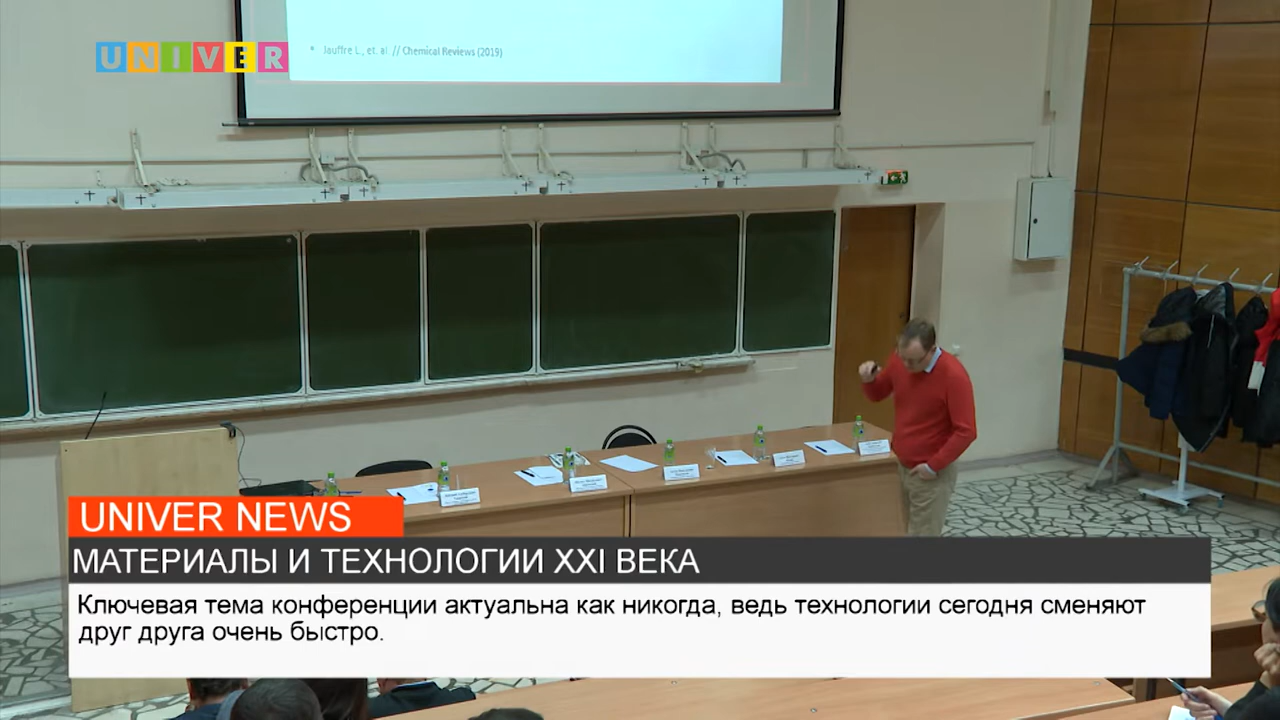 UNIVER
Jauffre L., et. al. // Chemical Reviews (2019)
UNIVER NEWS
МАТЕРИАЛЫ И ТЕХНОЛОГИИ XXI ВЕКА
Ключевая тема конференции актуальна как никогда, ведь технологии сегодня сменяют
друг друга очень быстро.